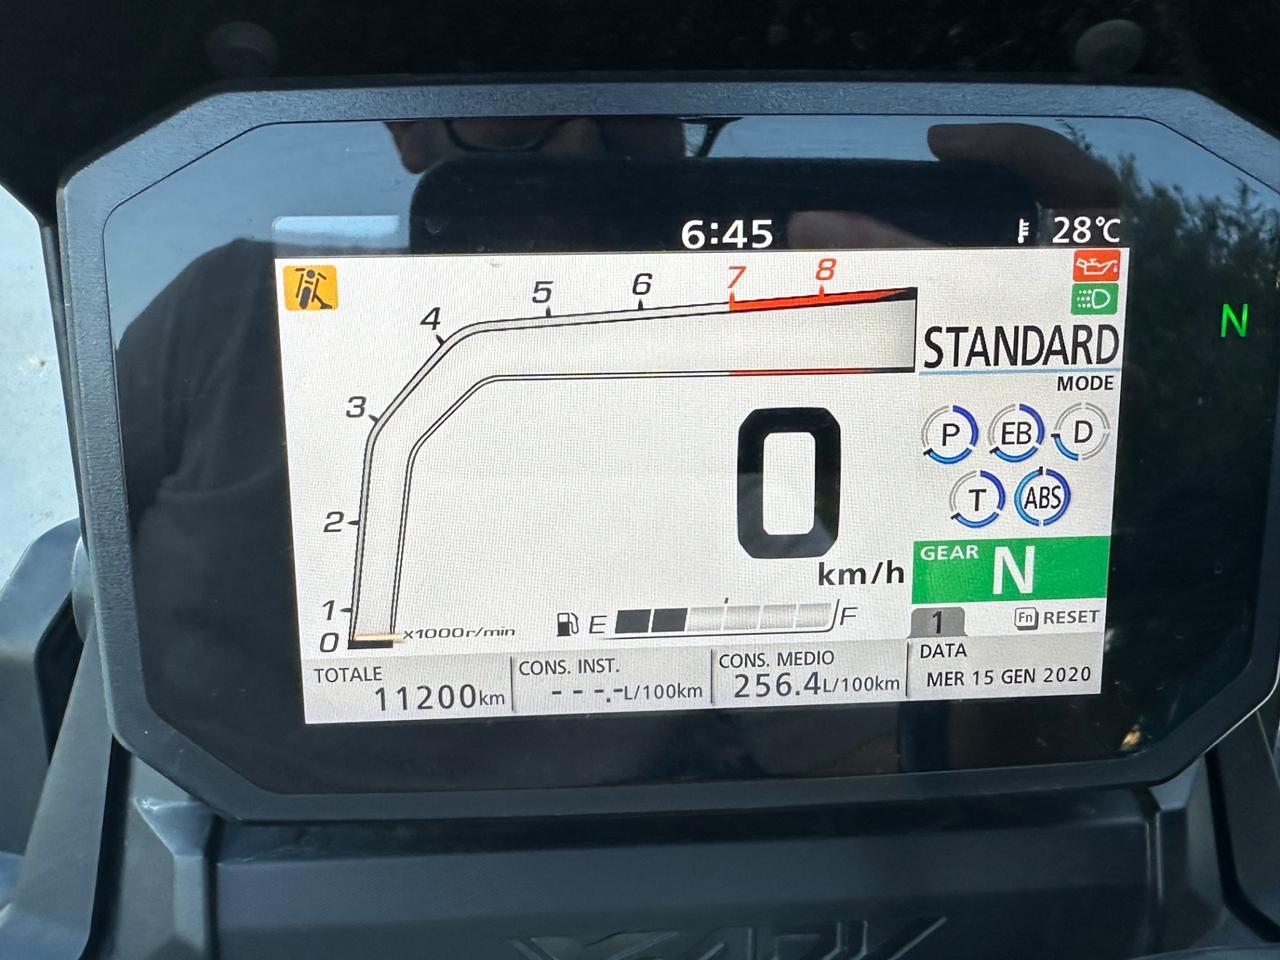 6:45
28°C
8
7
6
5
4
3
2
1
0
x1000r/min
STANDARD
MODE
P
EB
D
T
ABS
N
0
km/h
GEAR N
E
F
1
Fn RESET
TOTALE
11200km
CONS. INST.
---.-L/100km
CONS. MEDIO
256.4L/100km
DATA
MER 15 GEN 2020